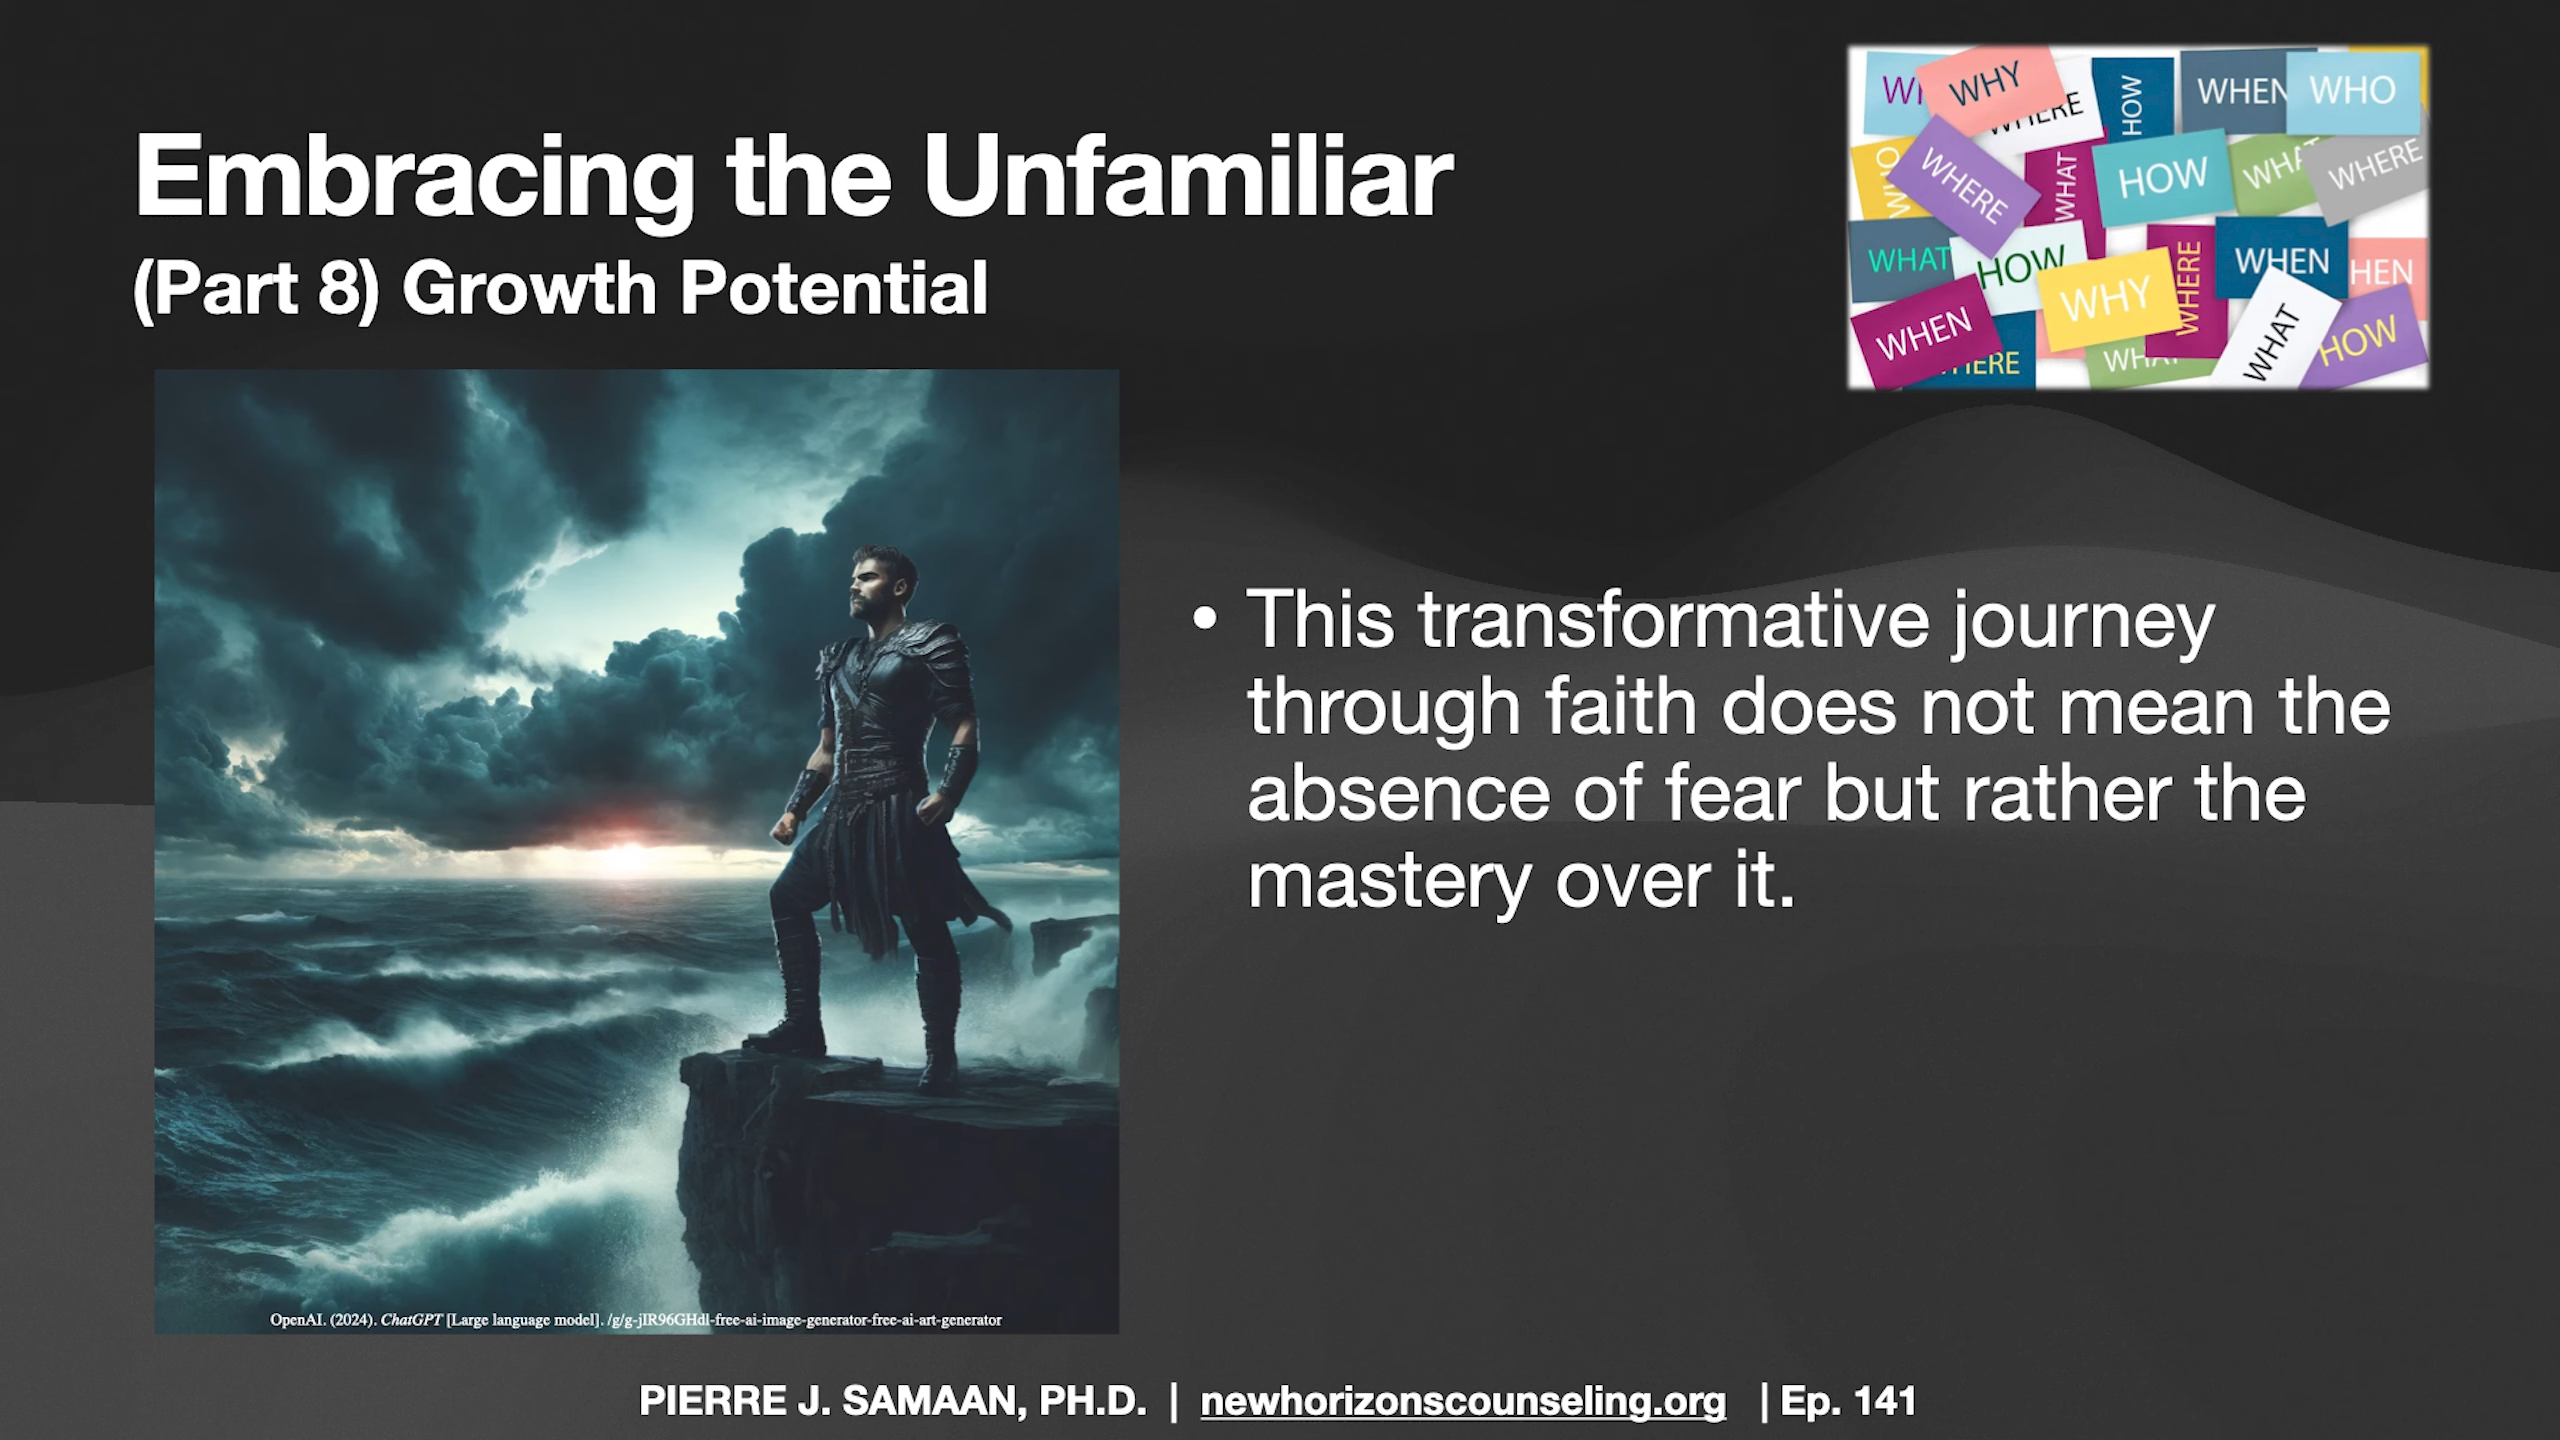 Embracing the Unfamiliar
(Part 8) Growth Potential
WHY
WHEN
WHO
HOW
WHERE
WHAT
HOW
WHERE
WHAT
HOW
WHY
WHERE
WHEN
WHEN
WHAT
HOW
• This transformative journey
through faith does not mean the
absence of fear but rather the
mastery over it.
OpenAI. (2024). ChatGPT [Large language model]. /g/g-jIR96GHdl-free-ai-image-generator-free-ai-art-generator
PIERRE J. SAMAAN, PH.D. | newhorizonscounseling.org | Ep. 141